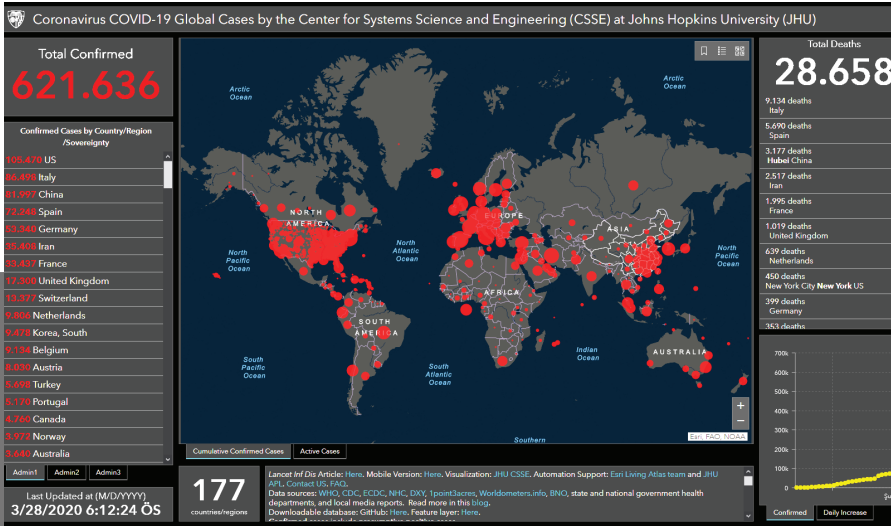 Coronavirus COVID-19 Global Cases by the Center for Systems Science and Engineering (CSSE) at Johns Hopkins University (JHU)
Total Confirmed
621.636
Confirmed Cases by Country/Region
/Sovereignty
105.470 US
86.498 Italy
81.997 China
72.248 Spain
53.340 Germany
35.406 Iran
33.437 France
17.300 United Kingdom
13.377 Switzerland
9.806 Netherlands
9.478 Korea, South
9.134 Belgium
8.030 Austria
5.698 Turkey
5.170 Portugal
4.760 Canada
3.972 Norway
3.640 Australia
Admin1 Admin2 Admin3
Last Updated at (M/D/YYYY)
3/28/2020 6:12:24 ÖS
Arctic
Ocean
Arctic
Ocean
NORTH
AMERICA
EUROPE
ASIA
North
Pacific
Ocean
North
Atlantic
Ocean
North
Pacific
Ocean
AFRICA
SOUTH
AMERICA
Indian
Ocean
AUSTRALIA
South
Pacific
Ocean
South
Atlantic
Ocean
Southern
+
−
Esri, FAO, NOAA
Cumulative Confirmed Cases Active Cases
177
countries/regions
Lancet Inf Dis Article: Here. Mobile Version: Here. Visualization: JHU CSSE. Automation Support: Esri Living Atlas team and JHU
APL. Contact US. FAQ.
Data sources: WHO, CDC, ECDC, NHC, DXY, 1point3acres, Worldometers.info, BNO, state and national government health
departments, and local media reports. Read more in this blog.
Downloadable database: GitHub: Here. Feature layer: Here.
Confirmed cases include presumptive positive cases
Total Deaths
28.658
9.134 deaths
Italy
5.690 deaths
Spain
3.177 deaths
Hubei China
2.517 deaths
Iran
1.995 deaths
France
1.019 deaths
United Kingdom
639 deaths
Netherlands
450 deaths
New York City New York US
399 deaths
Germany
353 deaths
700k
600k
500k
400k
300k
200k
100k
0
Confirmed Daily Increase